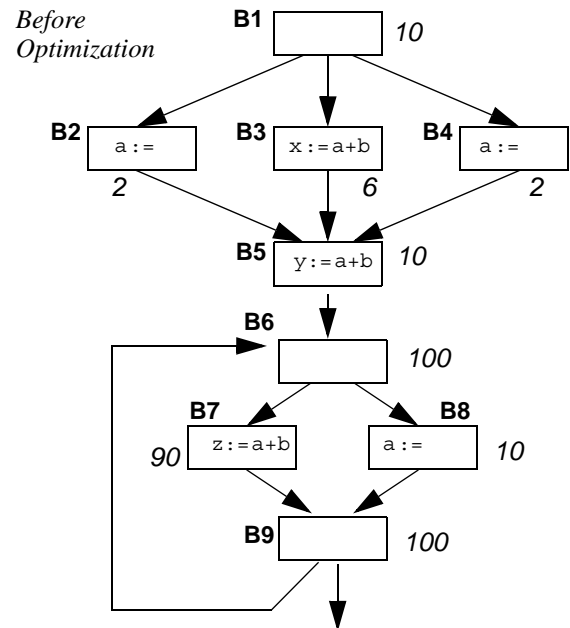 Before
Optimization
B1
10
B2
a:=
2
B3
x:=a+b
6
B4
a:=
2
B5
y:=a+b
10
B6
100
B7
z:=a+b
90
B8
a:=
10
B9
100